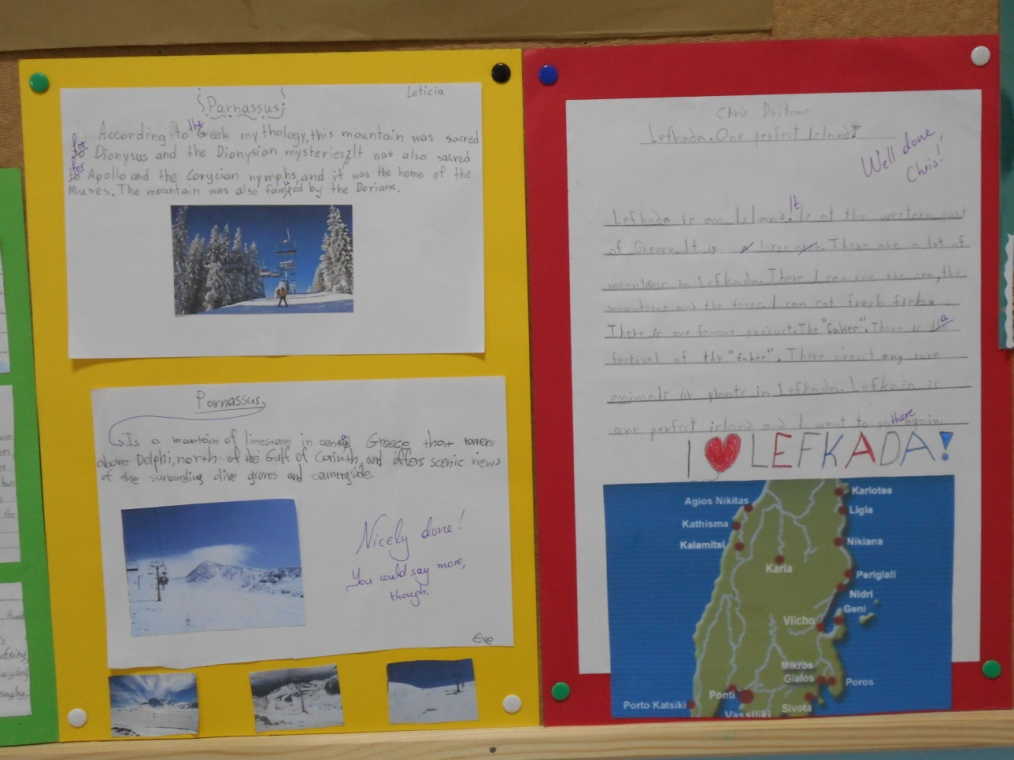 Parnassus
Leticia
According to the Greek mythology, this mountain was sacred
Dionysus and the Dionysian mysteries. It was also sacred
to Apollo and the Corycian nymphs, and it was the home of the
Muses. The mountain was also by the Dorians.
Parnassus
Is a mountain of limestone in Greece that towers
above Delphi, north of the Gulf of Corinth, and offers scenic views
of the surrounding olive groves and countryside.
Nicely done!
You could say more,
though.
Eve
Chris
Lefkada. One perfect Island!
Well done,
Chris!
Lefkada is an Island. It is at the western part
of Greece. It is There are a lot of
mountains in Lefkada. There I can see the sea, the
mountains and the trees. I can eat fresh fish.
There is one famous product. The There is a
festival of the There aren't any rare
animals or plants in Lefkada. Lefkada is
one perfect island and I want to go there again
I LEFKADA!
Agios Nikitas
Karlotes
Ligia
Kathisma
Kalamitsi
Nikiana
Karia
Perigiali
Nidri
Geni
Vlicho
Mikros
Gialos
Poros
Ponti
Porto Katsiki
Sivota
Vassiliki